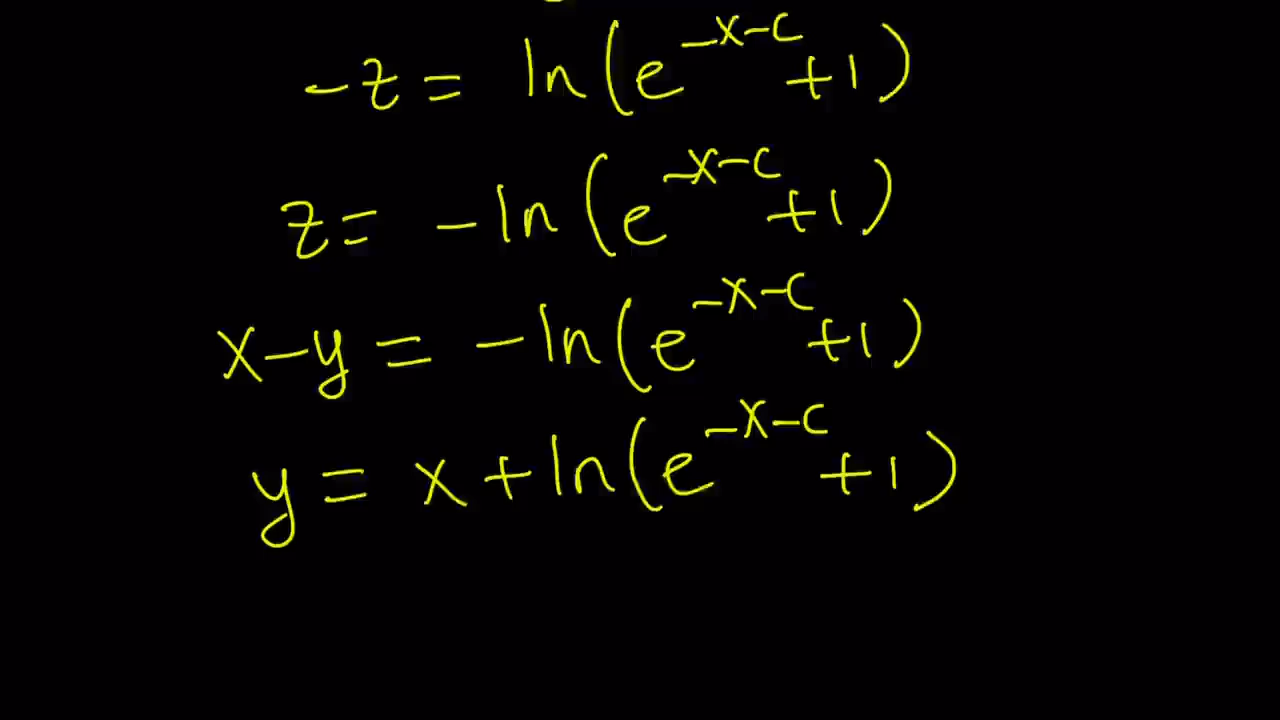 -z = ln(e^{-x-c} + 1)
z = -ln(e^{-x-c} + 1)
x-y = -ln(e^{-x-c} + 1)
y = x + ln(e^{-x-c} + 1)